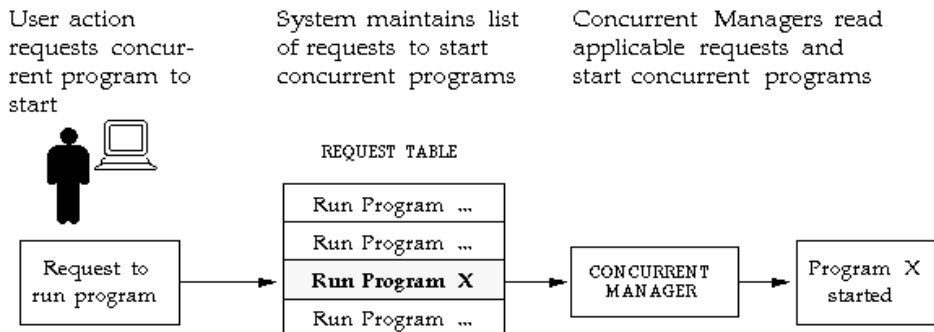 User action
requests concur-
rent program to
start
System maintains list
of requests to start
concurrent programs
Concurrent Managers read
applicable requests and
start concurrent programs
REQUEST TABLE
Run Program ...
Run Program ...
Run Program X
Run Program ...
Request to
run program
CONCURRENT
MANAGER
Program X
started